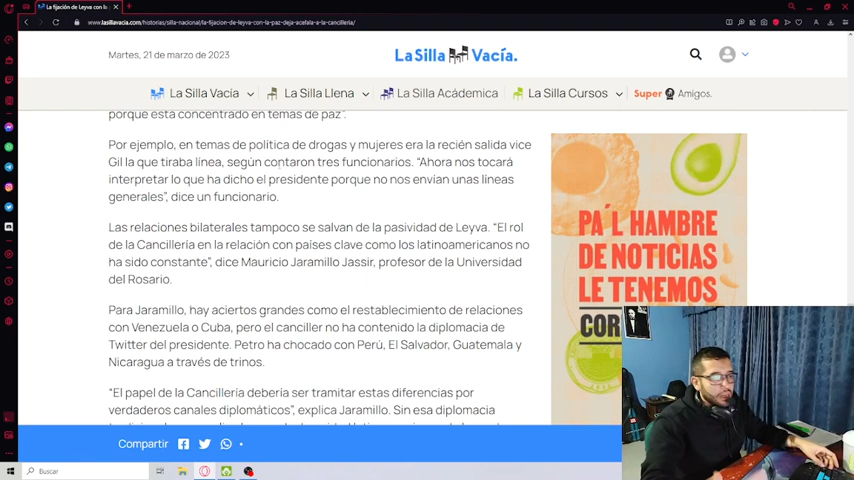 La fijación de Leyva con la
www.lasillavacia.com/historias/silla-nacional/la-fijacion-de-leyva-con-la-paz-deja-acefala-a-la-cancilleria/
Martes, 21 de marzo de 2023
La Silla Vacía.
La Silla Vacía
La Silla Llena
La Silla Académica
La Silla Cursos
Super Amigos.
porque está concentrado en temas de paz”.
Por ejemplo, en temas de política de drogas y mujeres era la recién salida vice
Gil la que tiraba línea, según contaron tres funcionarios. “Ahora nos tocará
interpretar lo que ha dicho el presidente porque no nos envían unas líneas
generales”, dice un funcionario.
Las relaciones bilaterales tampoco se salvan de la pasividad de Leyva. “El rol
de la Cancillería en la relación con países clave como los latinoamericanos no
ha sido constante”, dice Mauricio Jaramillo Jassir, profesor de la Universidad
del Rosario.
Para Jaramillo, hay aciertos grandes como el restablecimiento de relaciones
con Venezuela o Cuba, pero el canciller no ha contenido la diplomacia de
Twitter del presidente. Petro ha chocado con Perú, El Salvador, Guatemala y
Nicaragua a través de trinos.
“El papel de la Cancillería debería ser tramitar estas diferencias por
verdaderos canales diplomáticos”, explica Jaramillo. Sin esa diplomacia
PA´L HAMBRE
DE NOTICIAS
LE TENEMOS
COR
Compartir
Buscar